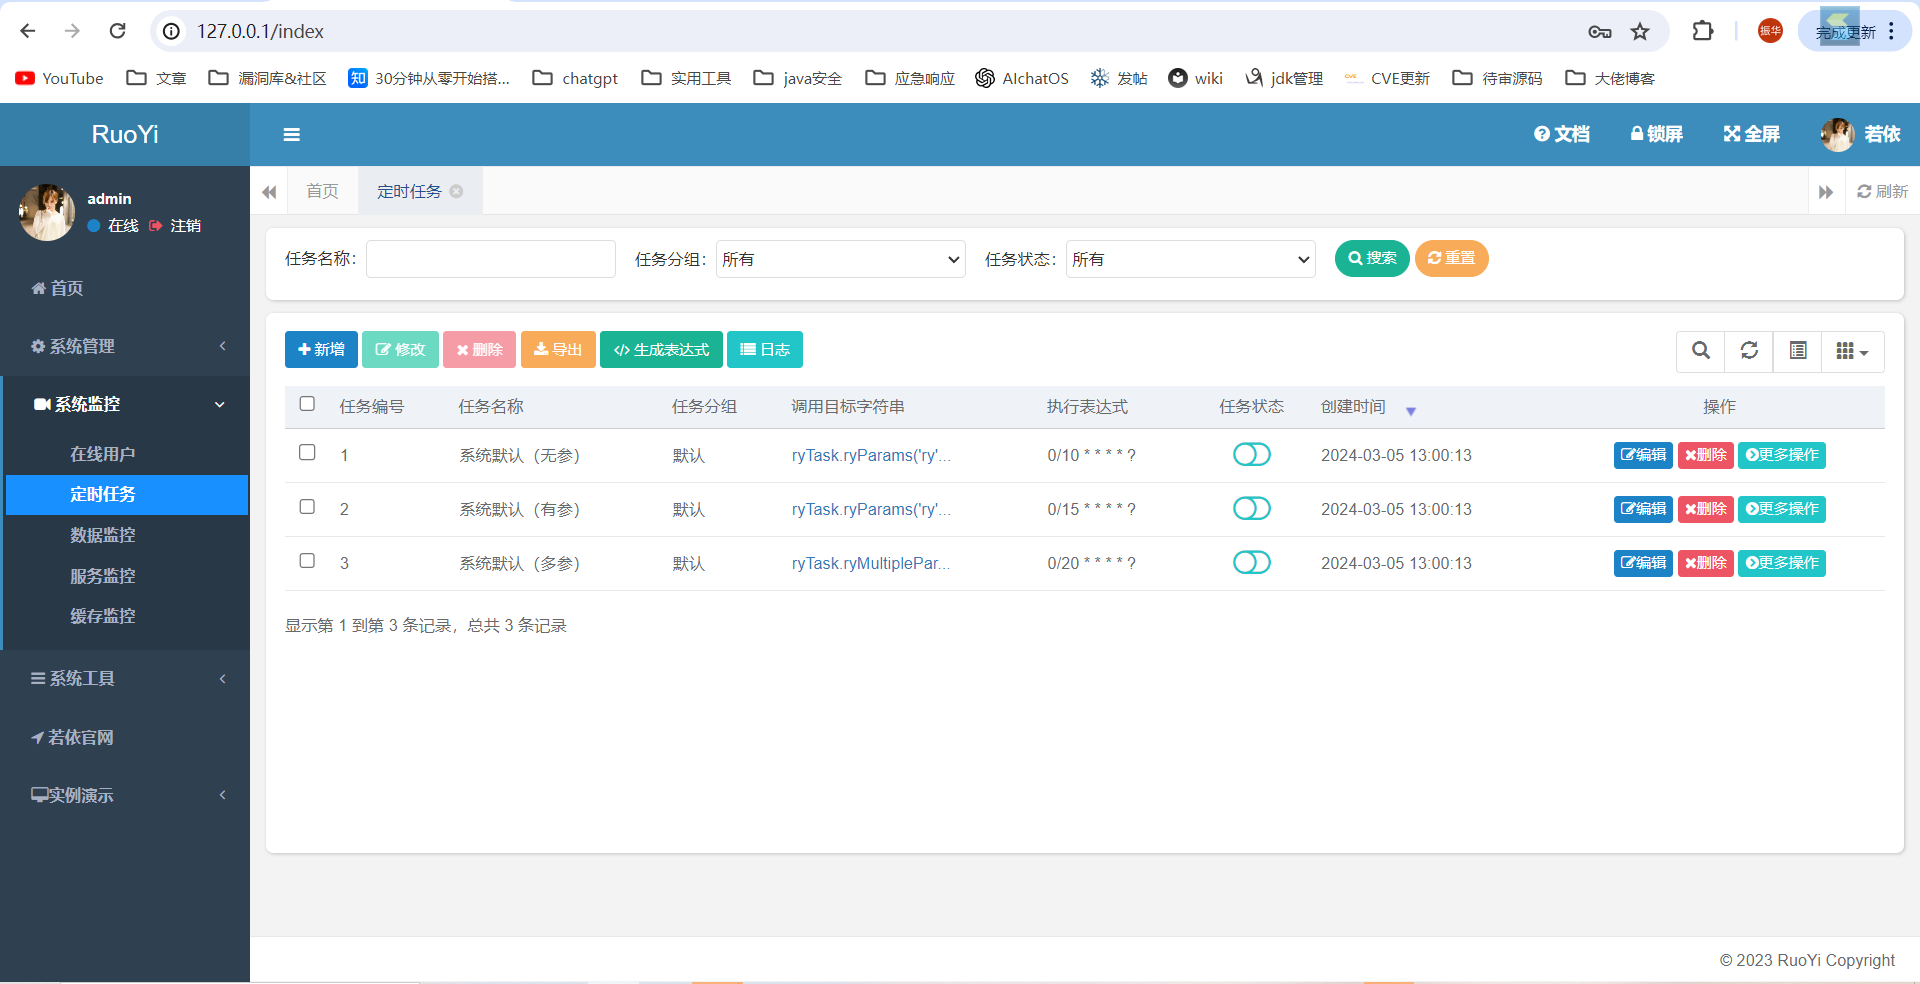 127.0.0.1/index
振华
完成更新
YouTube 文章 漏洞库&社区 知 30分钟从零开始搭... chatgpt 实用工具 java安全 应急响应 AIchatOS 发帖 wiki jdk管理 CVE CVE更新 待审源码 大佬博客
RuoYi
文档 锁屏 全屏 若依
admin
在线 注销
首页 定时任务
刷新
任务名称： 任务分组： 所有 任务状态： 所有 搜索 重置
首页
系统管理
系统监控
在线用户
定时任务
数据监控
服务监控
缓存监控
系统工具
若依官网
实例演示
新增 修改 删除 导出 生成表达式 日志
任务编号 任务名称 任务分组 调用目标字符串 执行表达式 任务状态 创建时间 操作
1 系统默认（无参） 默认 ryTask.ryParams('ry'... 0/10 * * * * ? 2024-03-05 13:00:13 编辑 删除 更多操作
2 系统默认（有参） 默认 ryTask.ryParams('ry'... 0/15 * * * * ? 2024-03-05 13:00:13 编辑 删除 更多操作
3 系统默认（多参） 默认 ryTask.ryMultiplePar... 0/20 * * * * ? 2024-03-05 13:00:13 编辑 删除 更多操作
显示第 1 到第 3 条记录，总共 3 条记录
© 2023 RuoYi Copyright